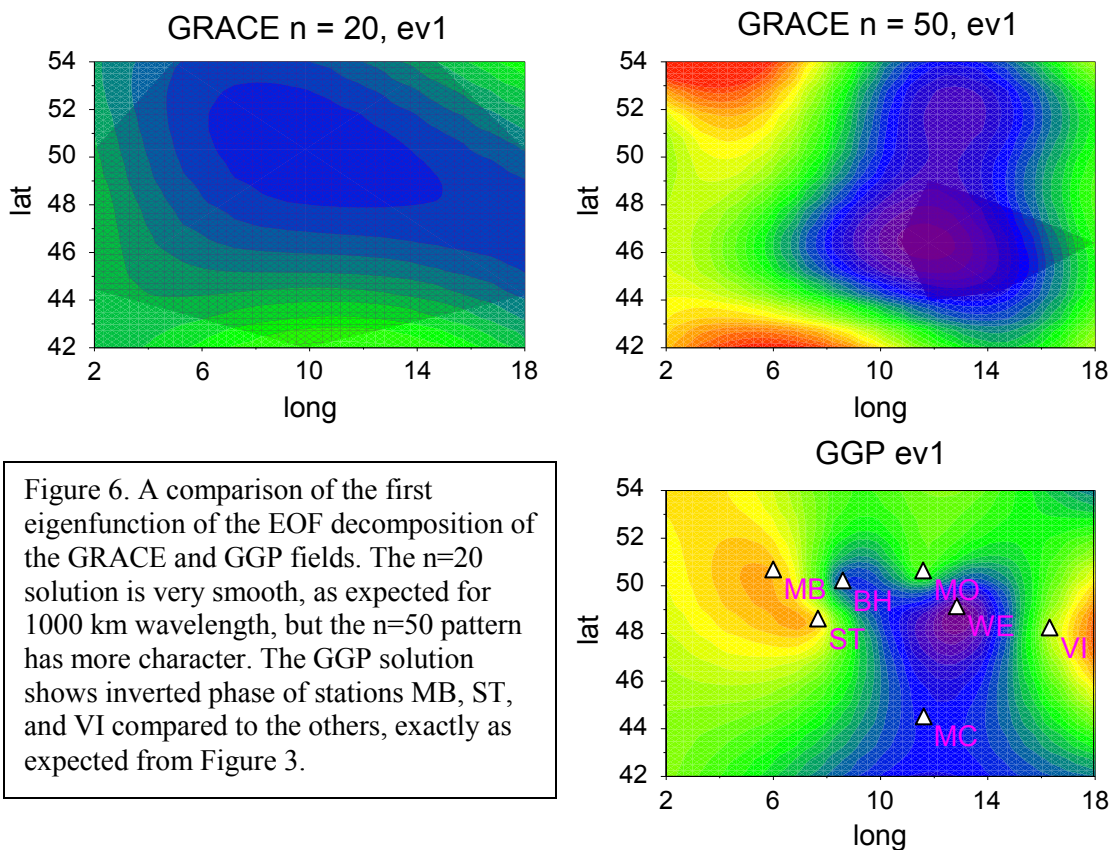 GRACE n = 20, ev1
54
52
50
48
46
44
42
lat
2
6
10
14
18
long
GRACE n = 50, ev1
54
52
50
48
46
44
42
lat
2
6
10
14
18
long
Figure 6. A comparison of the first
eigenfunction of the EOF decomposition of
the GRACE and GGP fields. The n=20
solution is very smooth, as expected for
1000 km wavelength, but the n=50 pattern
has more character. The GGP solution
shows inverted phase of stations MB, ST,
and VI compared to the others, exactly as
expected from Figure 3.
GGP ev1
54
52
50
48
46
44
42
lat
MB
BH
MO
ST
WE
VI
MC
2
6
10
14
18
long